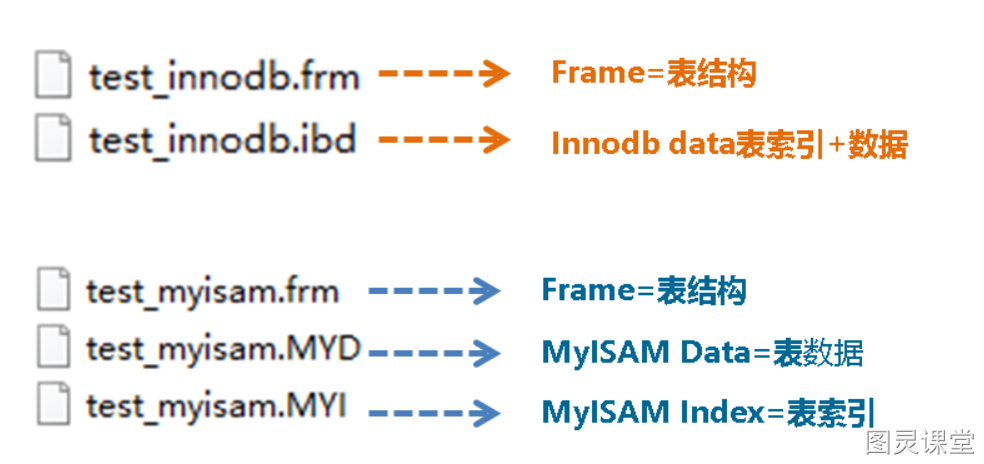 test_innodb.frm Frame=表结构
test_innodb.ibd Innodb data表索引+数据
test_myisam.frm Frame=表结构
test_myisam.MYD MyISAM Data=表数据
test_myisam.MYI MyISAM Index=表索引
图灵课堂